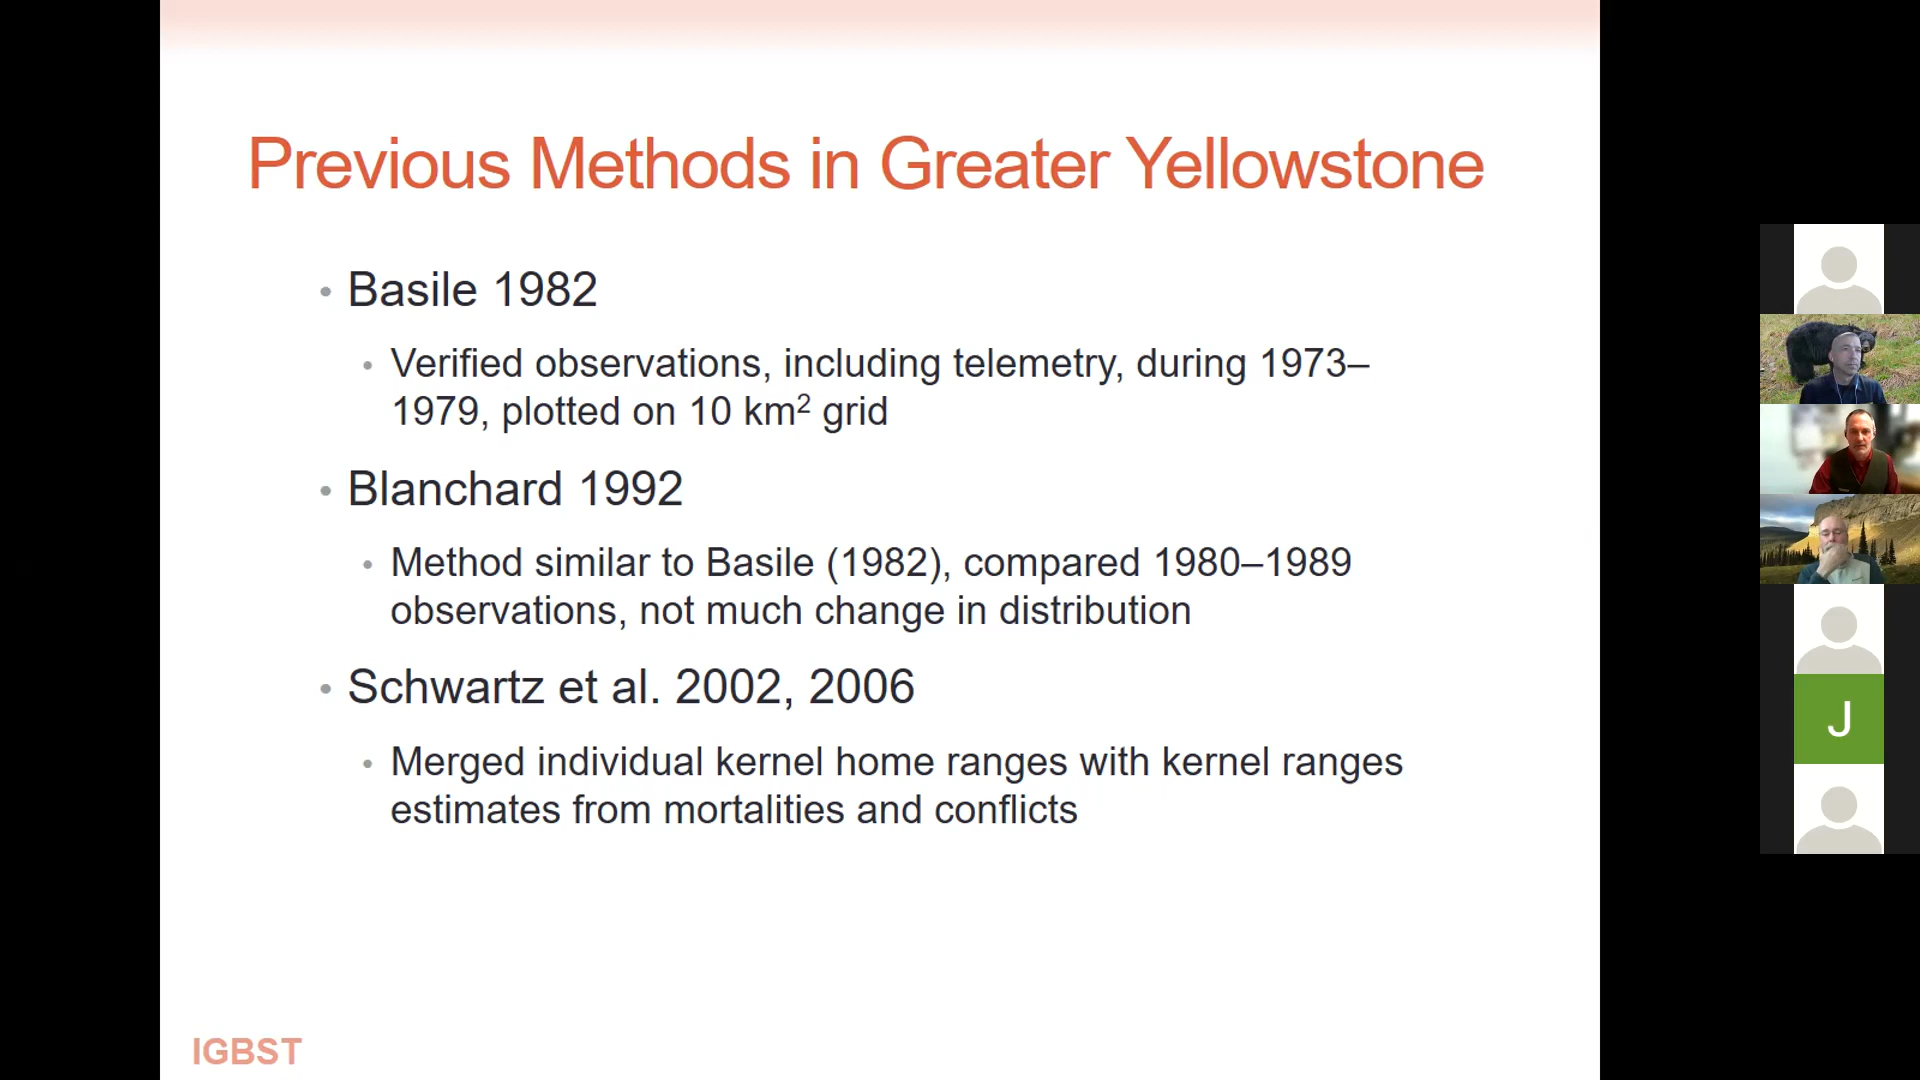 Previous Methods in Greater Yellowstone
• Basile 1982
• Verified observations, including telemetry, during 1973–
1979, plotted on 10 km² grid
• Blanchard 1992
• Method similar to Basile (1982), compared 1980–1989
observations, not much change in distribution
• Schwartz et al. 2002, 2006
• Merged individual kernel home ranges with kernel ranges
estimates from mortalities and conflicts
IGBST
J